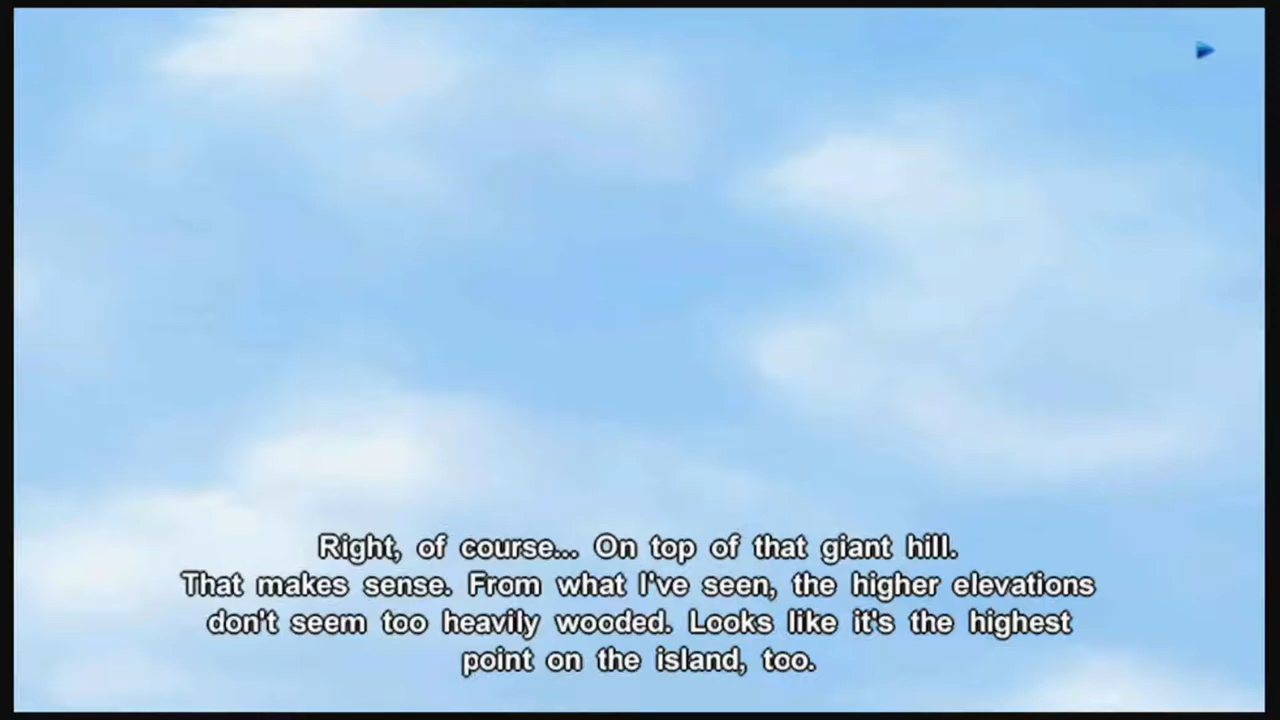 Right, of course... On top of that giant hill.
That makes sense. From what I've seen, the higher elevations
don't seem too heavily wooded. Looks like it's the highest
point on the island, too.